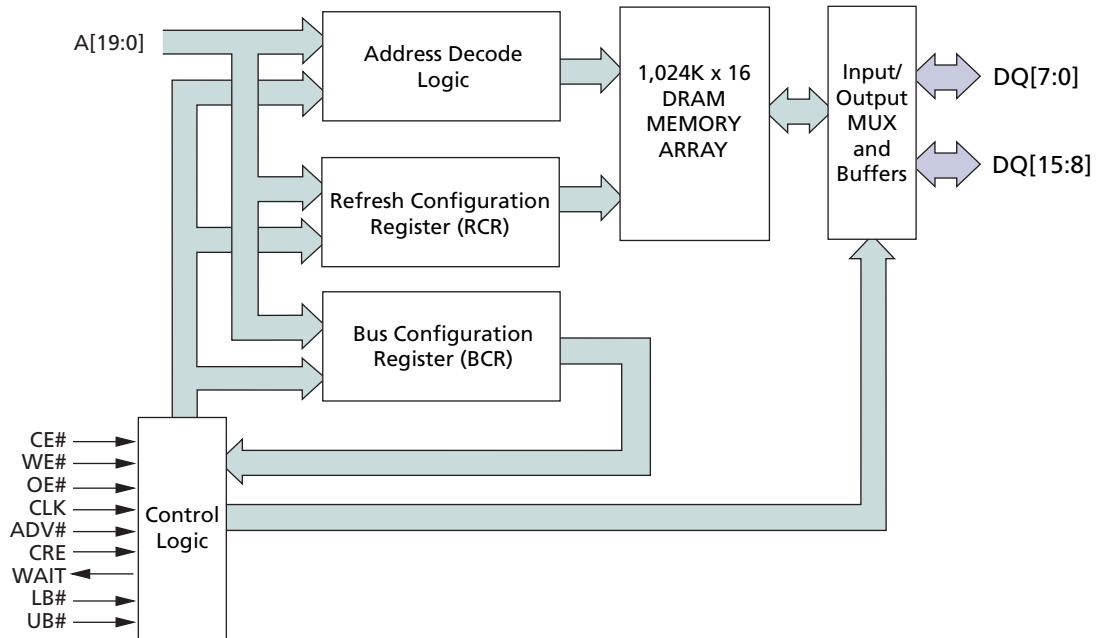 A[19:0]
Address Decode
Logic
1,024K x 16
DRAM
MEMORY
ARRAY
Input/
Output
MUX
and
Buffers
DQ[7:0]
DQ[15:8]
Refresh Configuration
Register (RCR)
Bus Configuration
Register (BCR)
CE#
WE#
OE#
CLK
ADV#
CRE
WAIT
LB#
UB#
Control
Logic